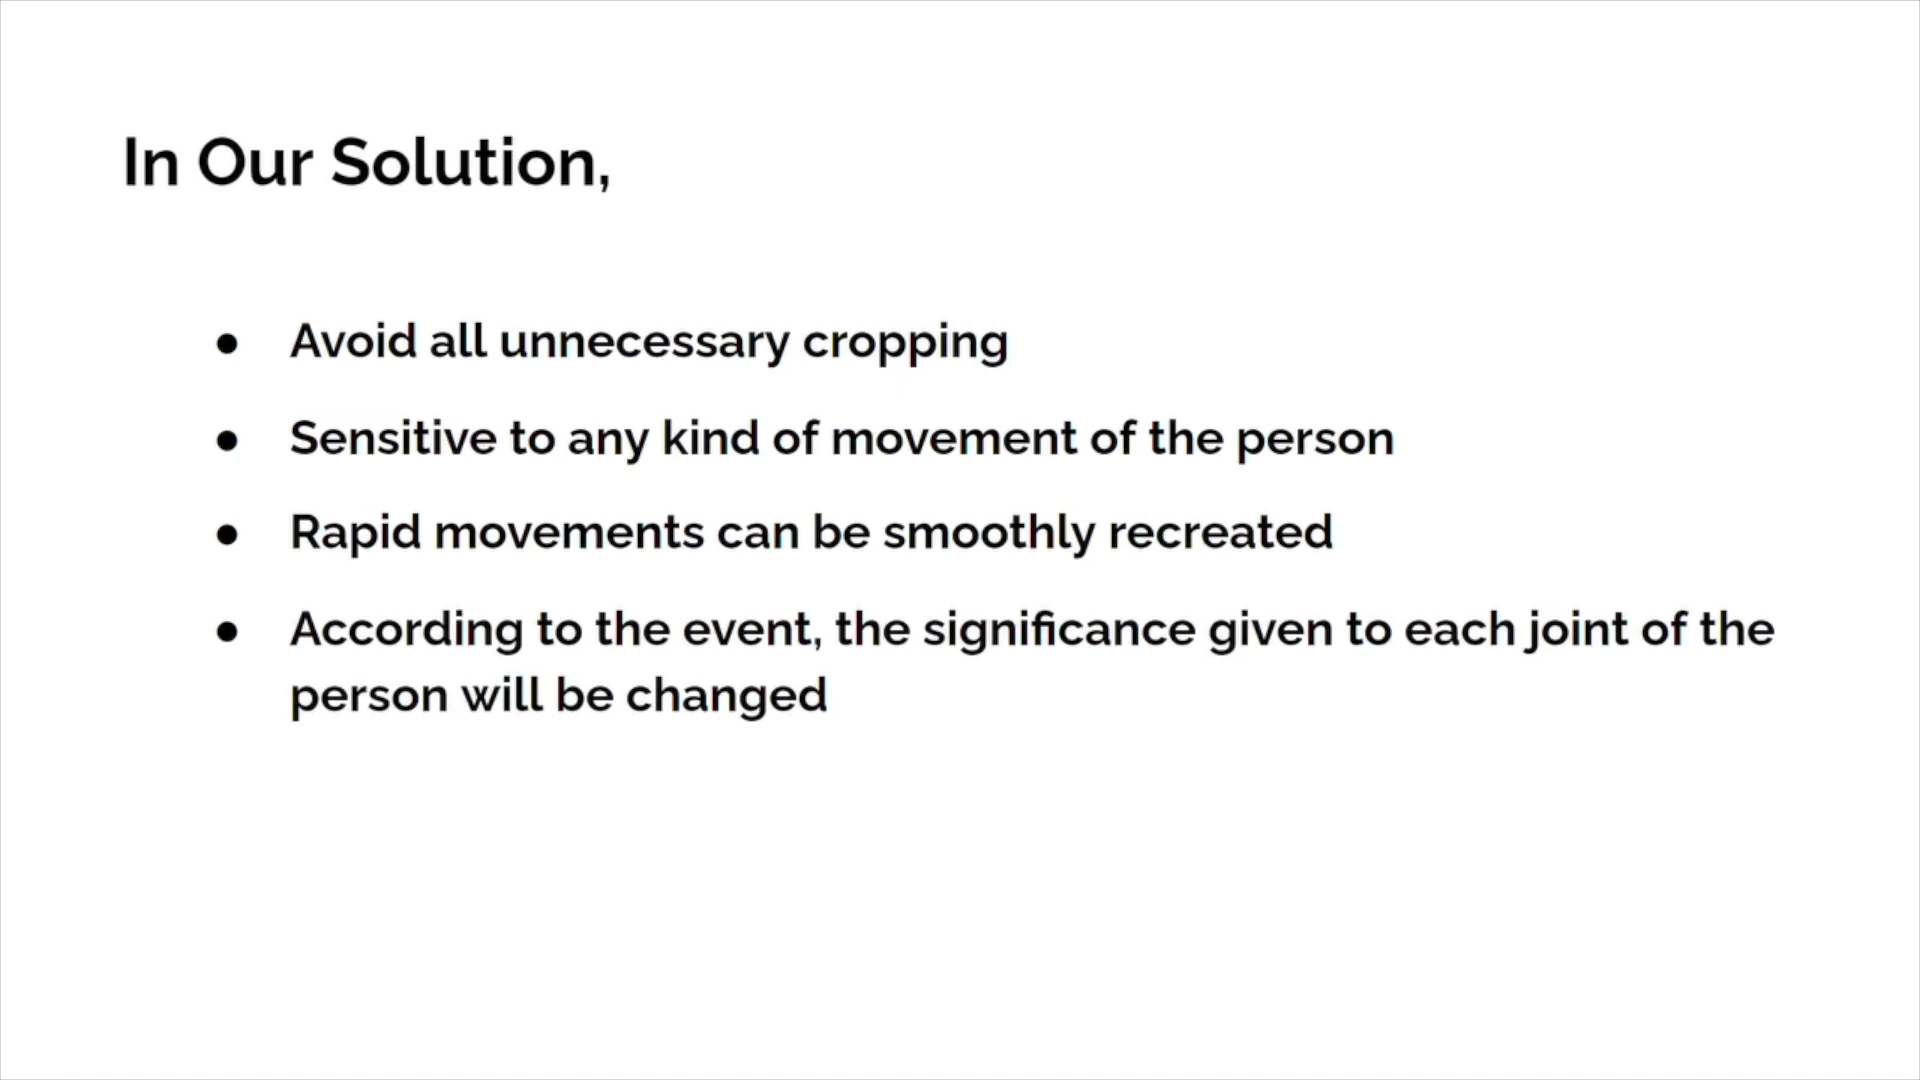 In Our Solution,
● Avoid all unnecessary cropping
● Sensitive to any kind of movement of the person
● Rapid movements can be smoothly recreated
● According to the event, the significance given to each joint of the
person will be changed